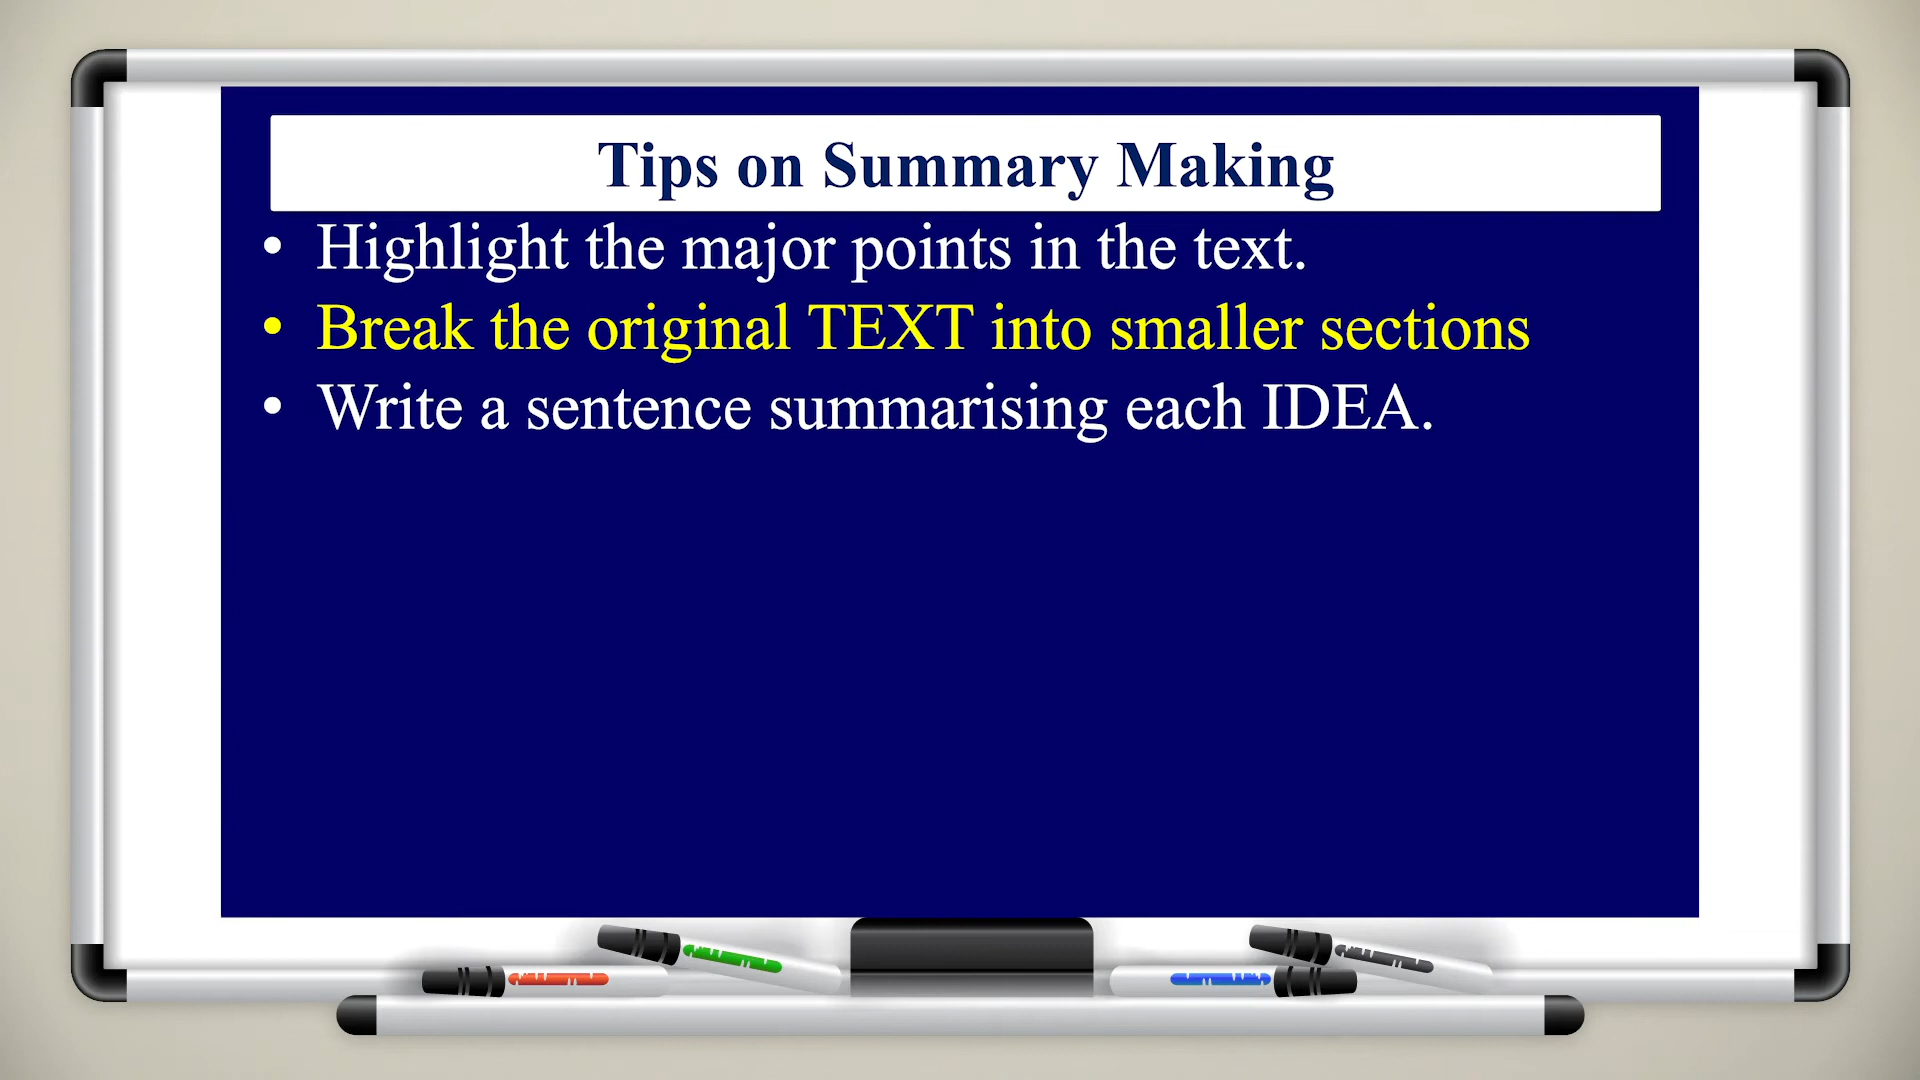 Tips on Summary Making
• Highlight the major points in the text.
• Break the original TEXT into smaller sections
• Write a sentence summarising each IDEA.